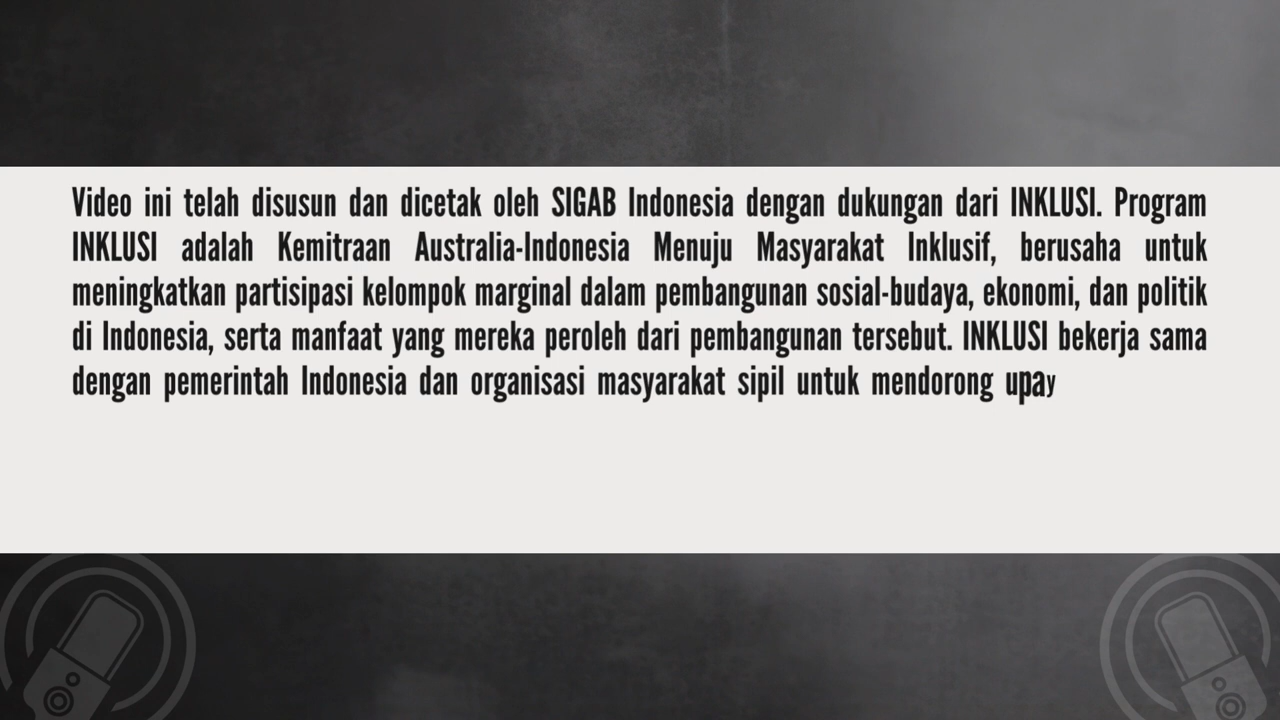 Video ini telah disusun dan dicetak oleh SIGAB Indonesia dengan dukungan dari INKLUSI. Program
INKLUSI adalah Kemitraan Australia-Indonesia Menuju Masyarakat Inklusif, berusaha untuk
meningkatkan partisipasi kelompok marginal dalam pembangunan sosial-budaya, ekonomi, dan politik
di Indonesia, serta manfaat yang mereka peroleh dari pembangunan tersebut. INKLUSI bekerja sama
dengan pemerintah Indonesia dan organisasi masyarakat sipil untuk mendorong upay